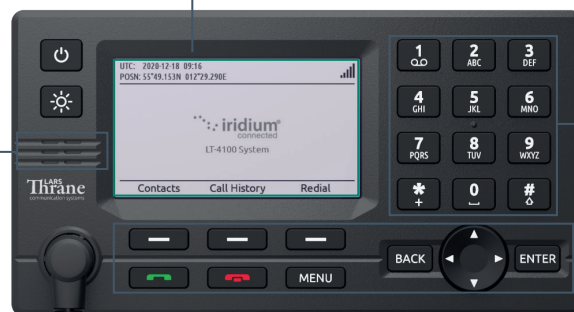 UTC: 2020-12-18 09:16
POSN: 55°49.153N 012°29.290E
iridium®
connected
LT-4100 System
Contacts Call History Redial
LARS
Thrane
communication systems
1
2 ABC
3 DEF
4 GHI
5 JKL
6 MNO
7 PQRS
8 TUV
9 WXYZ
* +
0
#
BACK
ENTER
MENU